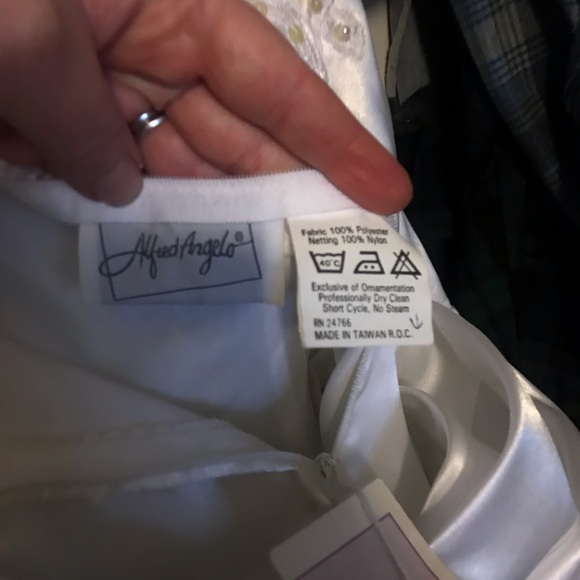 Alfred Angelo®
Fabric 100% Polyester
Netting 100% Nylon
40°C
Exclusive of Ornamentation
Professionally Dry Clean
Short Cycle, No Steam
RN 24766
MADE IN TAIWAN R.O.C.